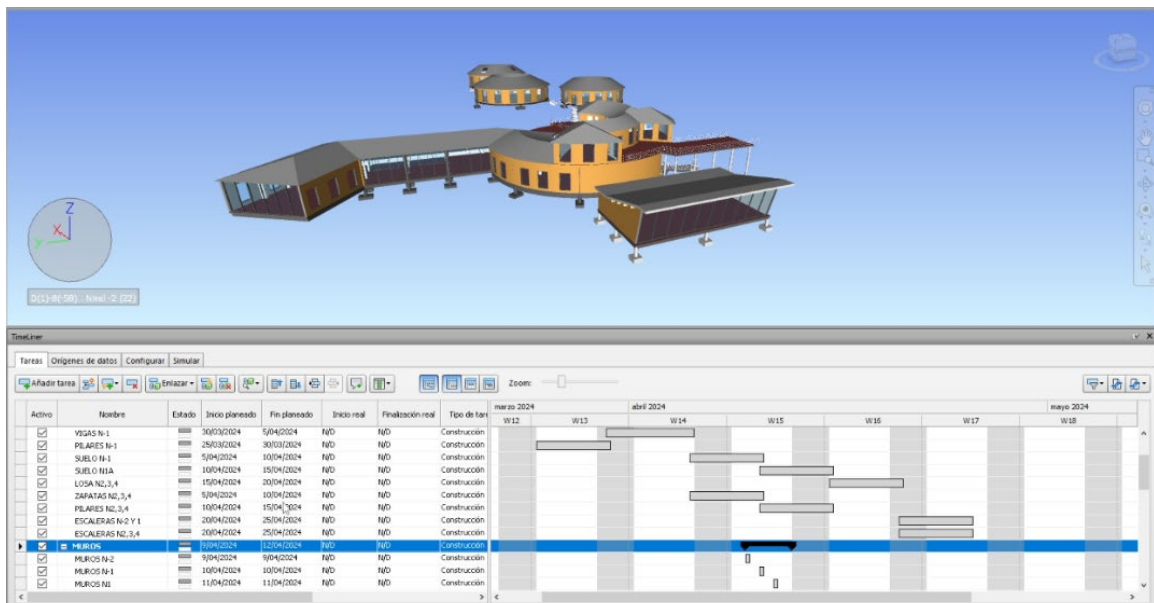 Z
X
Y
D(1)-B(-58) : Nivel -2 (22)
TimeLiner
Tareas Orígenes de datos Configurar Simular
Añadir tarea Enlazar Zoom:
Activo Nombre Estado Inicio planeado Fin planeado Inicio real Finalización real Tipo de tare
marzo 2024 abril 2024 mayo 2024
W12 W13 W14 W15 W16 W17 W18
VIGAS N-1 30/03/2024 5/04/2024 N/D N/D Construcción
PILARES N-1 25/03/2024 30/03/2024 N/D N/D Construcción
SUELO N-1 5/04/2024 10/04/2024 N/D N/D Construcción
SUELO N1A 10/04/2024 15/04/2024 N/D N/D Construcción
LOSA N2,3,4 15/04/2024 20/04/2024 N/D N/D Construcción
ZAPATAS N2,3,4 5/04/2024 10/04/2024 N/D N/D Construcción
PILARES N2,3,4 10/04/2024 15/04/2024 N/D N/D Construcción
ESCALERAS N-2 Y 1 20/04/2024 25/04/2024 N/D N/D Construcción
ESCALERAS N2,3,4 20/04/2024 25/04/2024 N/D N/D Construcción
MUROS 9/04/2024 12/04/2024 N/D N/D Construcción
MUROS N-2 9/04/2024 9/04/2024 N/D N/D Construcción
MUROS N-1 10/04/2024 10/04/2024 N/D N/D Construcción
MUROS N1 11/04/2024 11/04/2024 N/D N/D Construcción